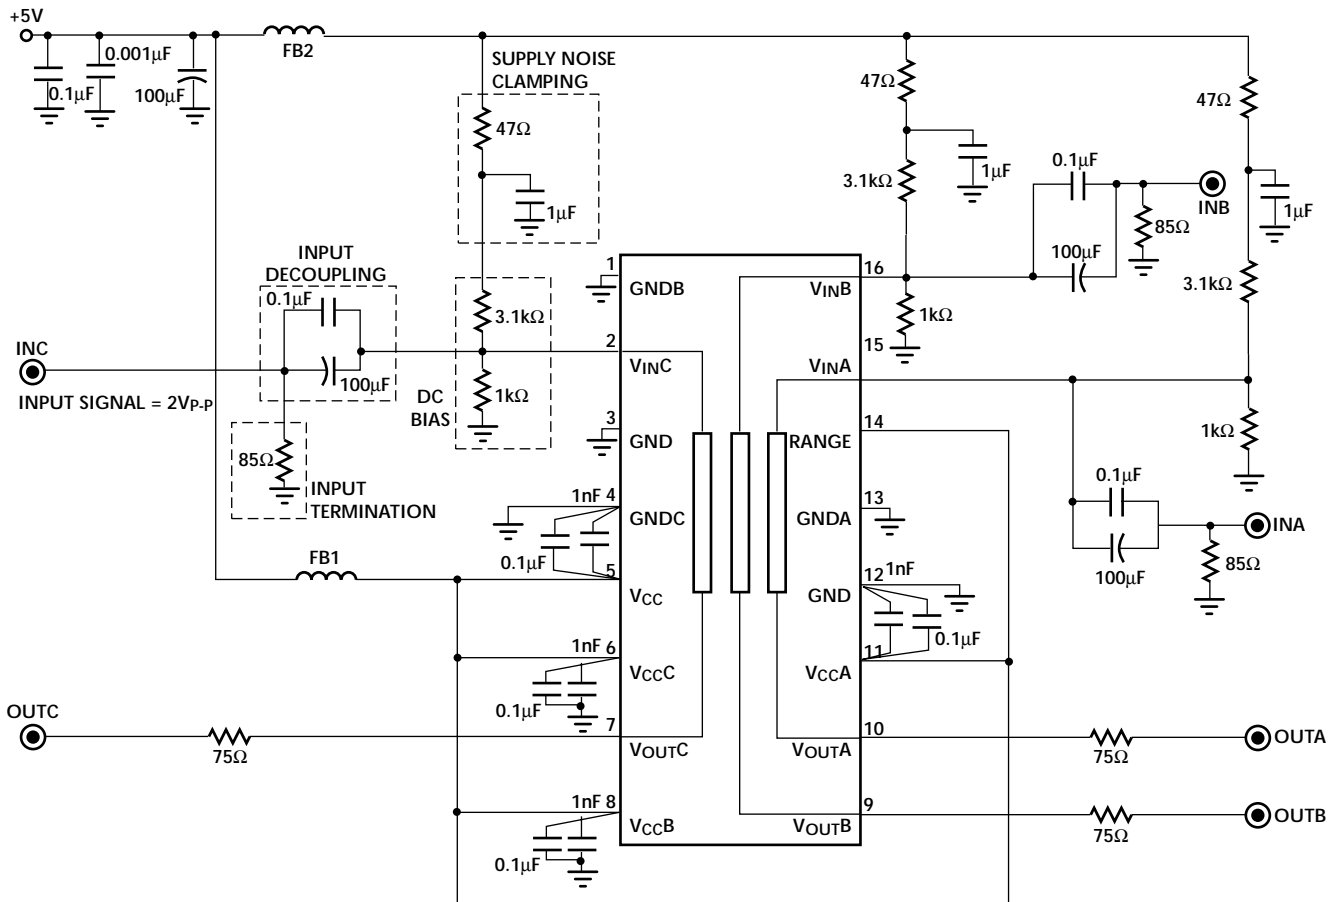 +5V
0.1µF
0.001µF
100µF
FB2
SUPPLY NOISE
CLAMPING
47Ω
1µF
47Ω
1µF
3.1kΩ
47Ω
1µF
3.1kΩ
0.1µF
100µF
85Ω
INB
INPUT
DECOUPLING
0.1µF
100µF
INC
INPUT SIGNAL = 2VP-P
85Ω
INPUT
TERMINATION
3.1kΩ
1kΩ
DC
BIAS
1kΩ
1kΩ
0.1µF
100µF
85Ω
INA
FB1
1
GNDB
2
VINC
3
GND
1nF 4
GNDC
0.1µF
5
VCC
1nF 6
VCCC
0.1µF
7
VOUTC
1nF 8
VCCB
0.1µF
16
VINB
15
VINA
14
RANGE
13
GNDA
12 1nF
GND
0.1µF
11
VCCA
10
VOUTA
9
VOUTB
OUTC
75Ω
75Ω
OUTA
75Ω
OUTB